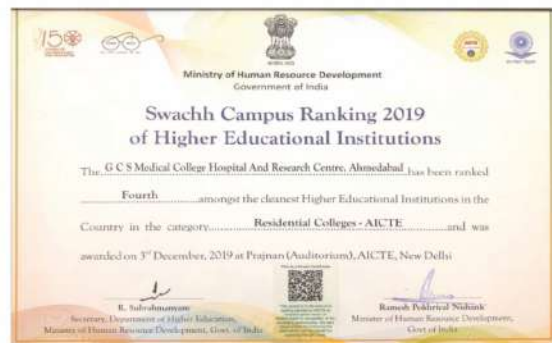 150
Ministry of Human Resource Development
Government of India
Swachh Campus Ranking 2019
of Higher Educational Institutions
The G C S Medical College Hospital And Research Centre, Ahmedabad has been ranked
Fourth amongst the cleanest Higher Educational Institutions in the
Country in the category Residential Colleges - AICTE and was
awarded on 3rd December, 2019 at Prajnan (Auditorium), AICTE, New Delhi
R. Subrahmanyam
Secretary, Department of Higher Education,
Ministry of Human Resource Development, Govt. of India
Ramesh Pokhriyal Nishank
Minister of Human Resource Development,
Govt of India